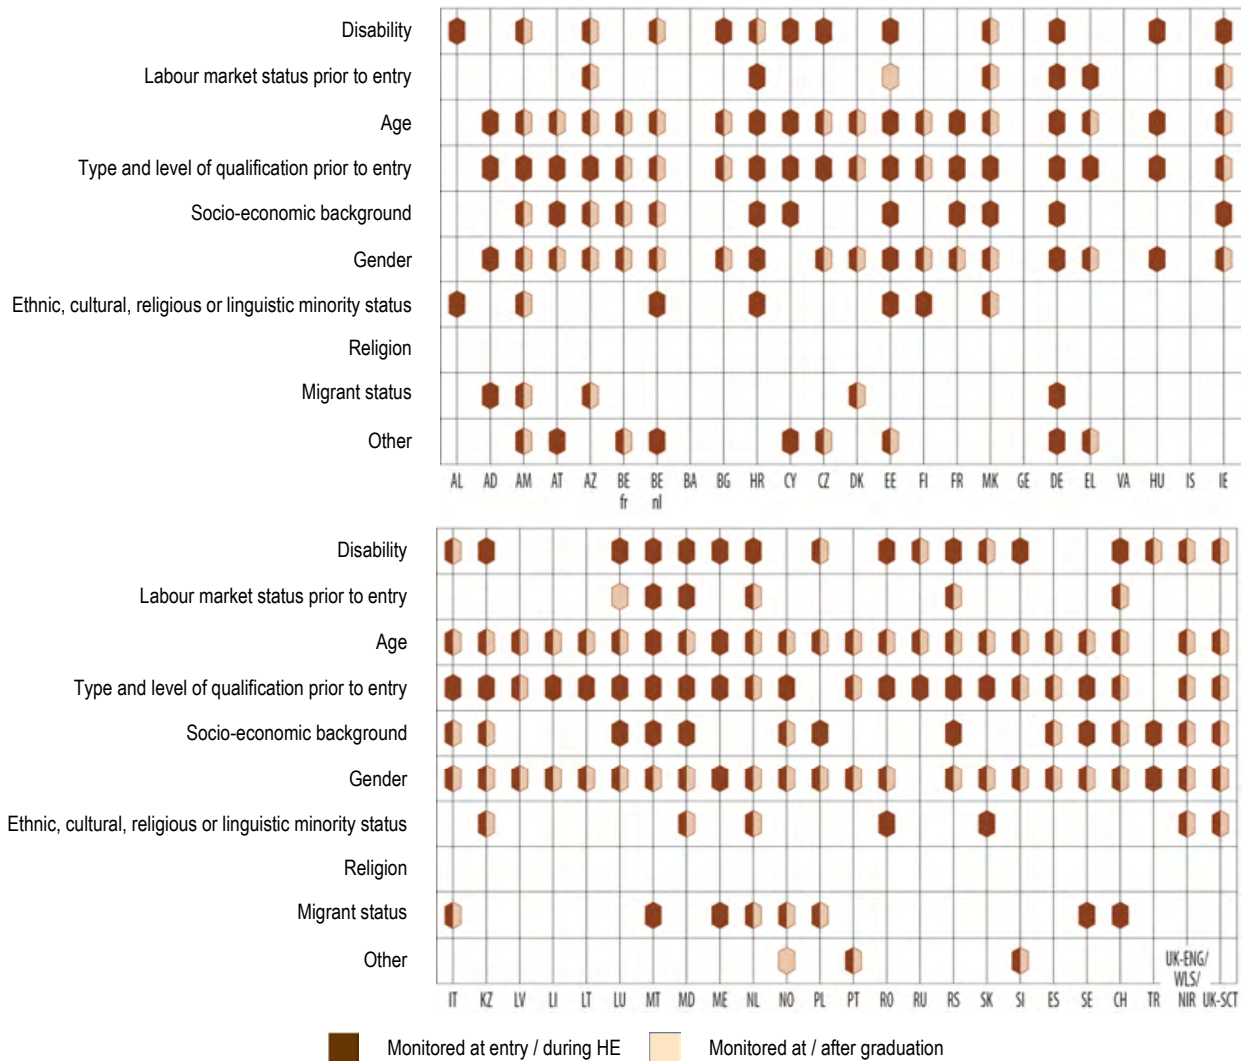 Disability
Labour market status prior to entry
Age
Type and level of qualification prior to entry
Socio-economic background
Gender
Ethnic, cultural, religious or linguistic minority status
Religion
Migrant status
Other
AL AD AM AT AZ BE BE BA BG HR CY CZ DK EE FI FR MK GE DE EL VA HU IS IE
fr nl
Disability
Labour market status prior to entry
Age
Type and level of qualification prior to entry
Socio-economic background
Gender
Ethnic, cultural, religious or linguistic minority status
Religion
Migrant status
Other
UK-ENG/
WLS/
IT KZ LV LI LT LU MT MD ME NL NO PL PT RO RU RS SK SI ES SE CH TR NIR UK-SCT
Monitored at entry / during HE Monitored at / after graduation